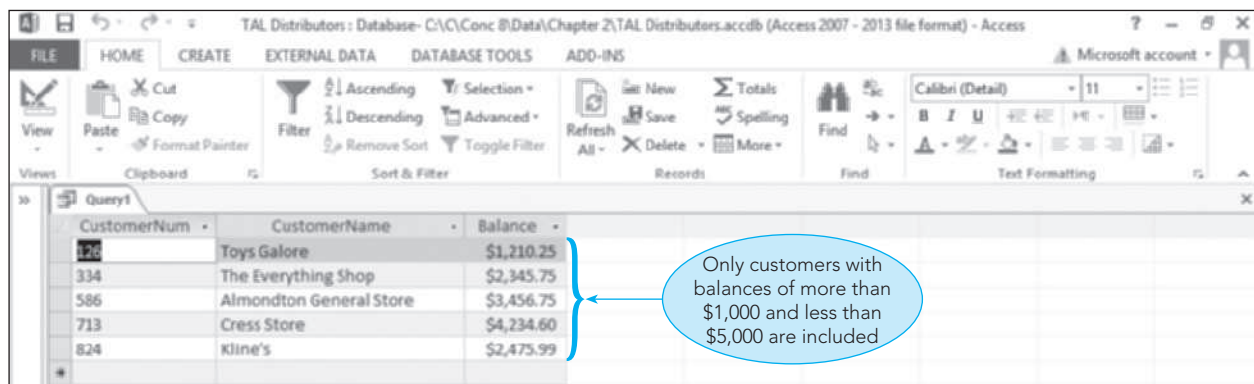 TAL Distributors : Database- C:\C\Conc 8\Data\Chapter 2\TAL Distributors.accdb (Access 2007 - 2013 file format) - Access ?
FILE HOME CREATE EXTERNAL DATA DATABASE TOOLS ADD-INS Microsoft account
Cut Ascending Selection New Totals Calibri (Detail) 11
Copy Descending Advanced Save Spelling B I U
View Paste Format Painter Filter Remove Sort Toggle Filter Refresh All Delete More Find A
Views Clipboard Sort & Filter Records Find Text Formatting
Query1
CustomerNum CustomerName Balance
126 Toys Galore $1,210.25
334 The Everything Shop $2,345.75
586 Almondton General Store $3,456.75
713 Cress Store $4,234.60
824 Kline's $2,475.99
Only customers with
balances of more than
$1,000 and less than
$5,000 are included